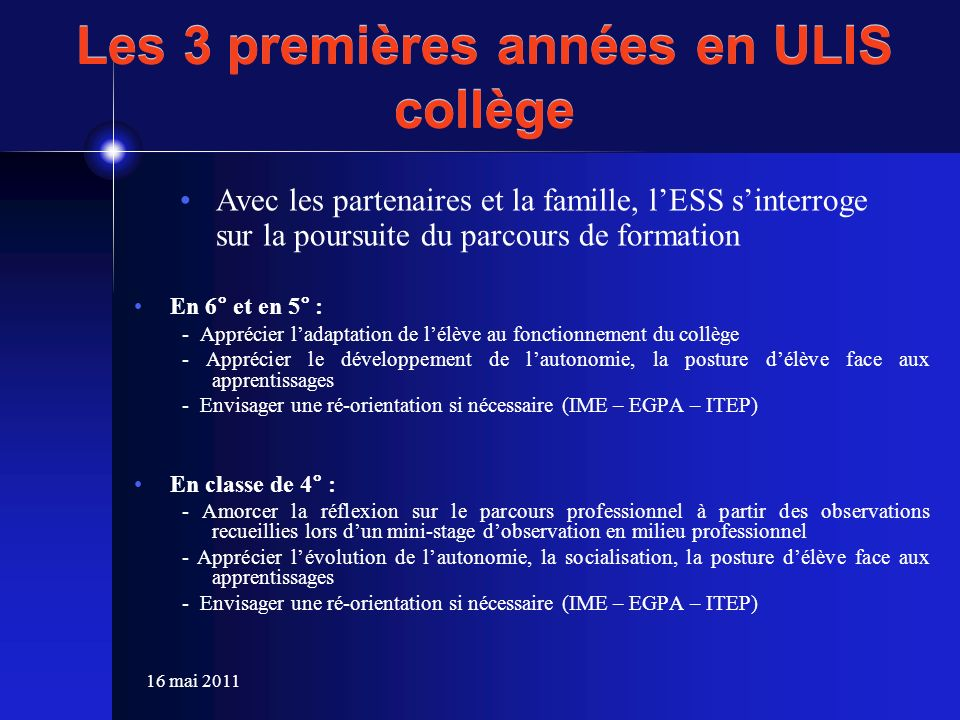 Les 3 premières années en ULIS
collège
• Avec les partenaires et la famille, l’ESS s’interroge
sur la poursuite du parcours de formation
• En 6° et en 5° :
- Apprécier l’adaptation de l’élève au fonctionnement du collège
- Apprécier le développement de l’autonomie, la posture d’élève face aux
apprentissages
- Envisager une ré-orientation si nécessaire (IME – EGPA – ITEP)
• En classe de 4° :
- Amorcer la réflexion sur le parcours professionnel à partir des observations
recueillies lors d’un mini-stage d’observation en milieu professionnel
- Apprécier l’évolution de l’autonomie, la socialisation, la posture d’élève face aux
apprentissages
- Envisager une ré-orientation si nécessaire (IME – EGPA – ITEP)
16 mai 2011